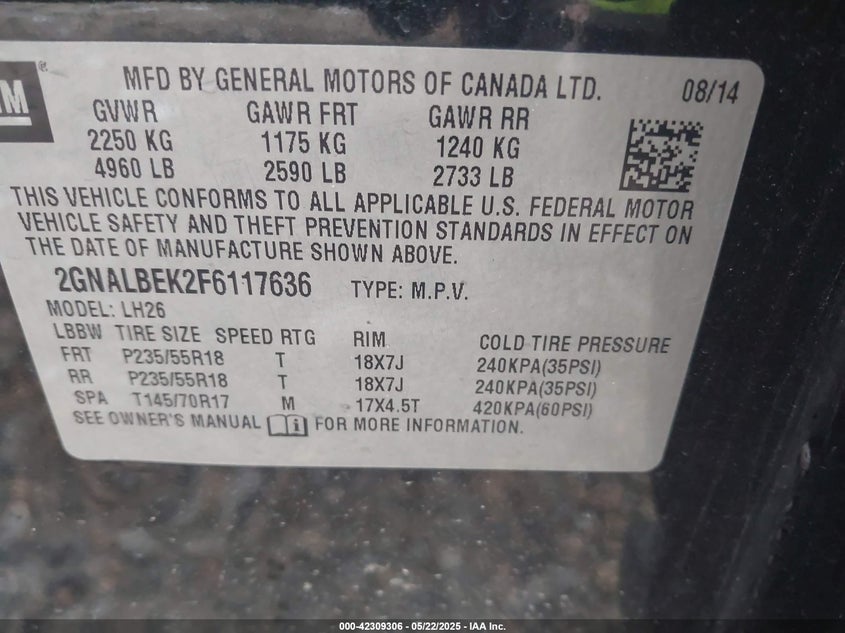 GM®
MFD BY GENERAL MOTORS OF CANADA LTD. 08/14
GVWR GAWR FRT GAWR RR
2250 KG 1175 KG 1240 KG
4960 LB 2590 LB 2733 LB
THIS VEHICLE CONFORMS TO ALL APPLICABLE U.S. FEDERAL MOTOR
VEHICLE SAFETY AND THEFT PREVENTION STANDARDS IN EFFECT ON
THE DATE OF MANUFACTURE SHOWN ABOVE.
2GNALBEK2F6117636 TYPE: M.P.V.
MODEL: LH26
LBBW TIRE SIZE SPEED RTG RIM COLD TIRE PRESSURE
FRT P235/55R18 T 18X7J 240KPA(35PSI)
RR P235/55R18 T 18X7J 240KPA(35PSI)
SPA T145/70R17 M 17X4.5T 420KPA(60PSI)
SEE OWNER'S MANUAL FOR MORE INFORMATION.
000-42309306 - 05/22/2025 - IAA Inc.